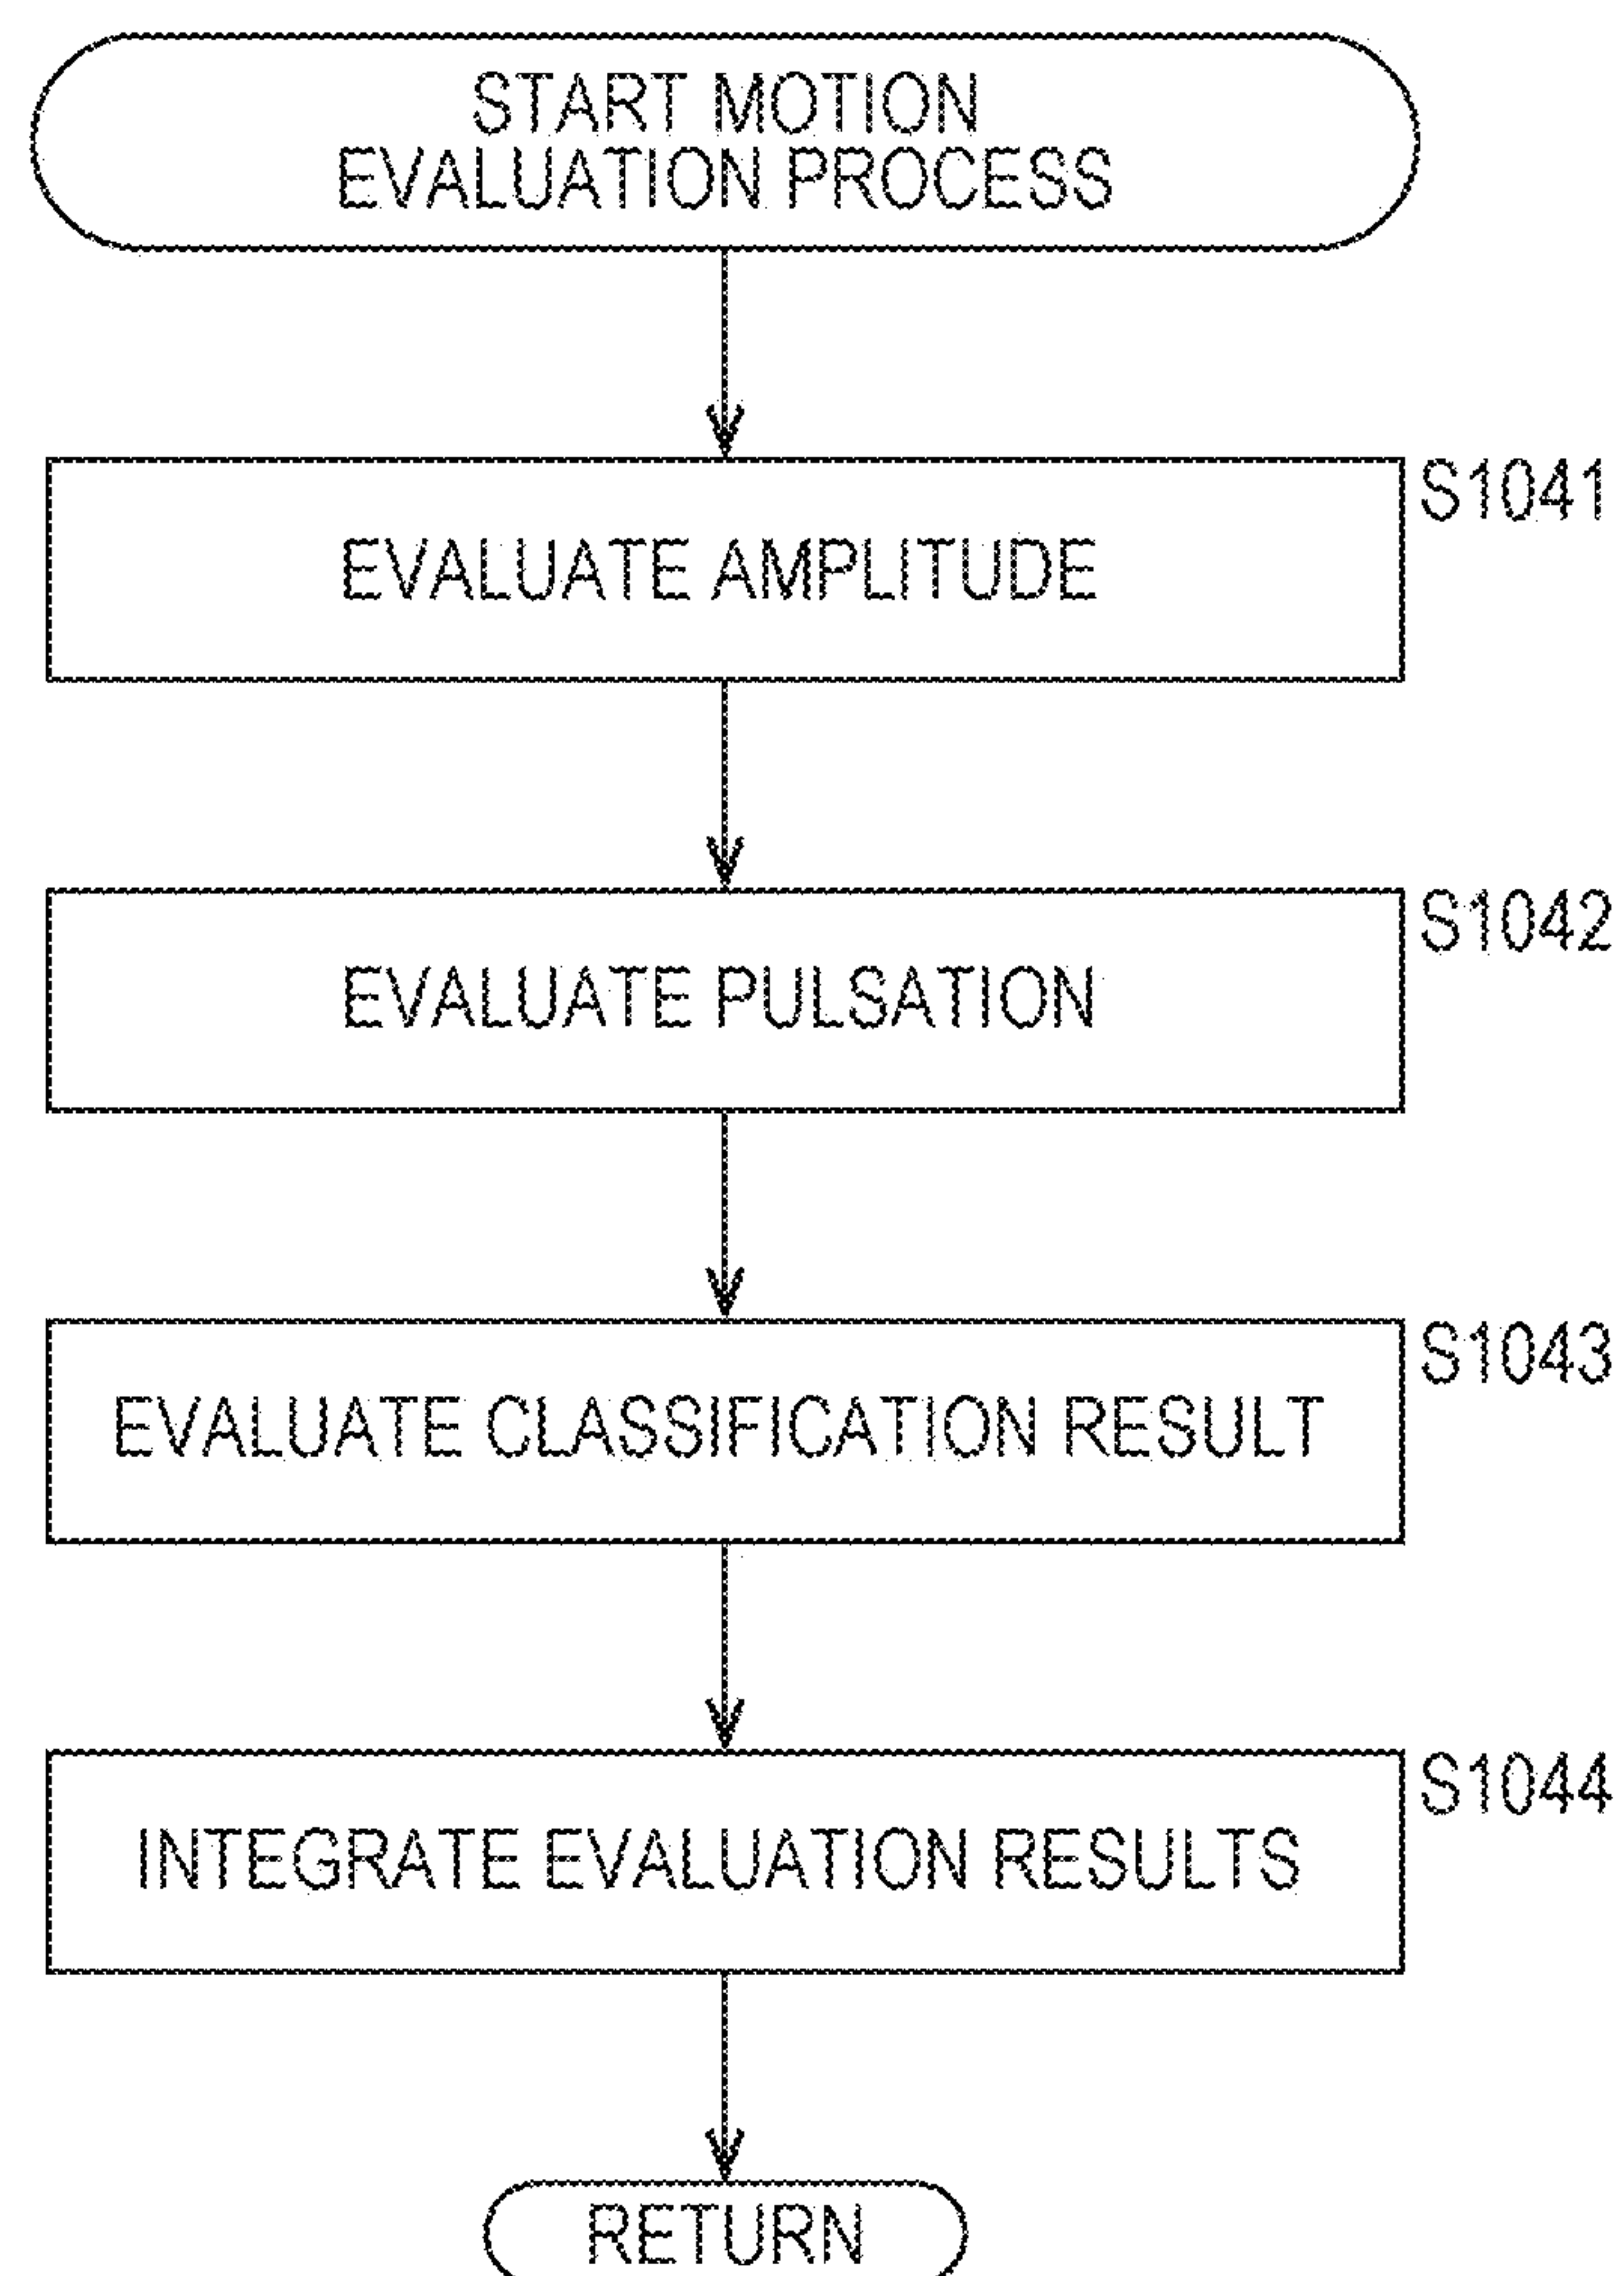 START MOTION
EVALUATION PROCESS
S1041
EVALUATE AMPLITUDE
S1042
EVALUATE PULSATION
S1043
EVALUATE CLASSIFICATION RESULT
S1044
INTEGRATE EVALUATION RESULTS
RETURN